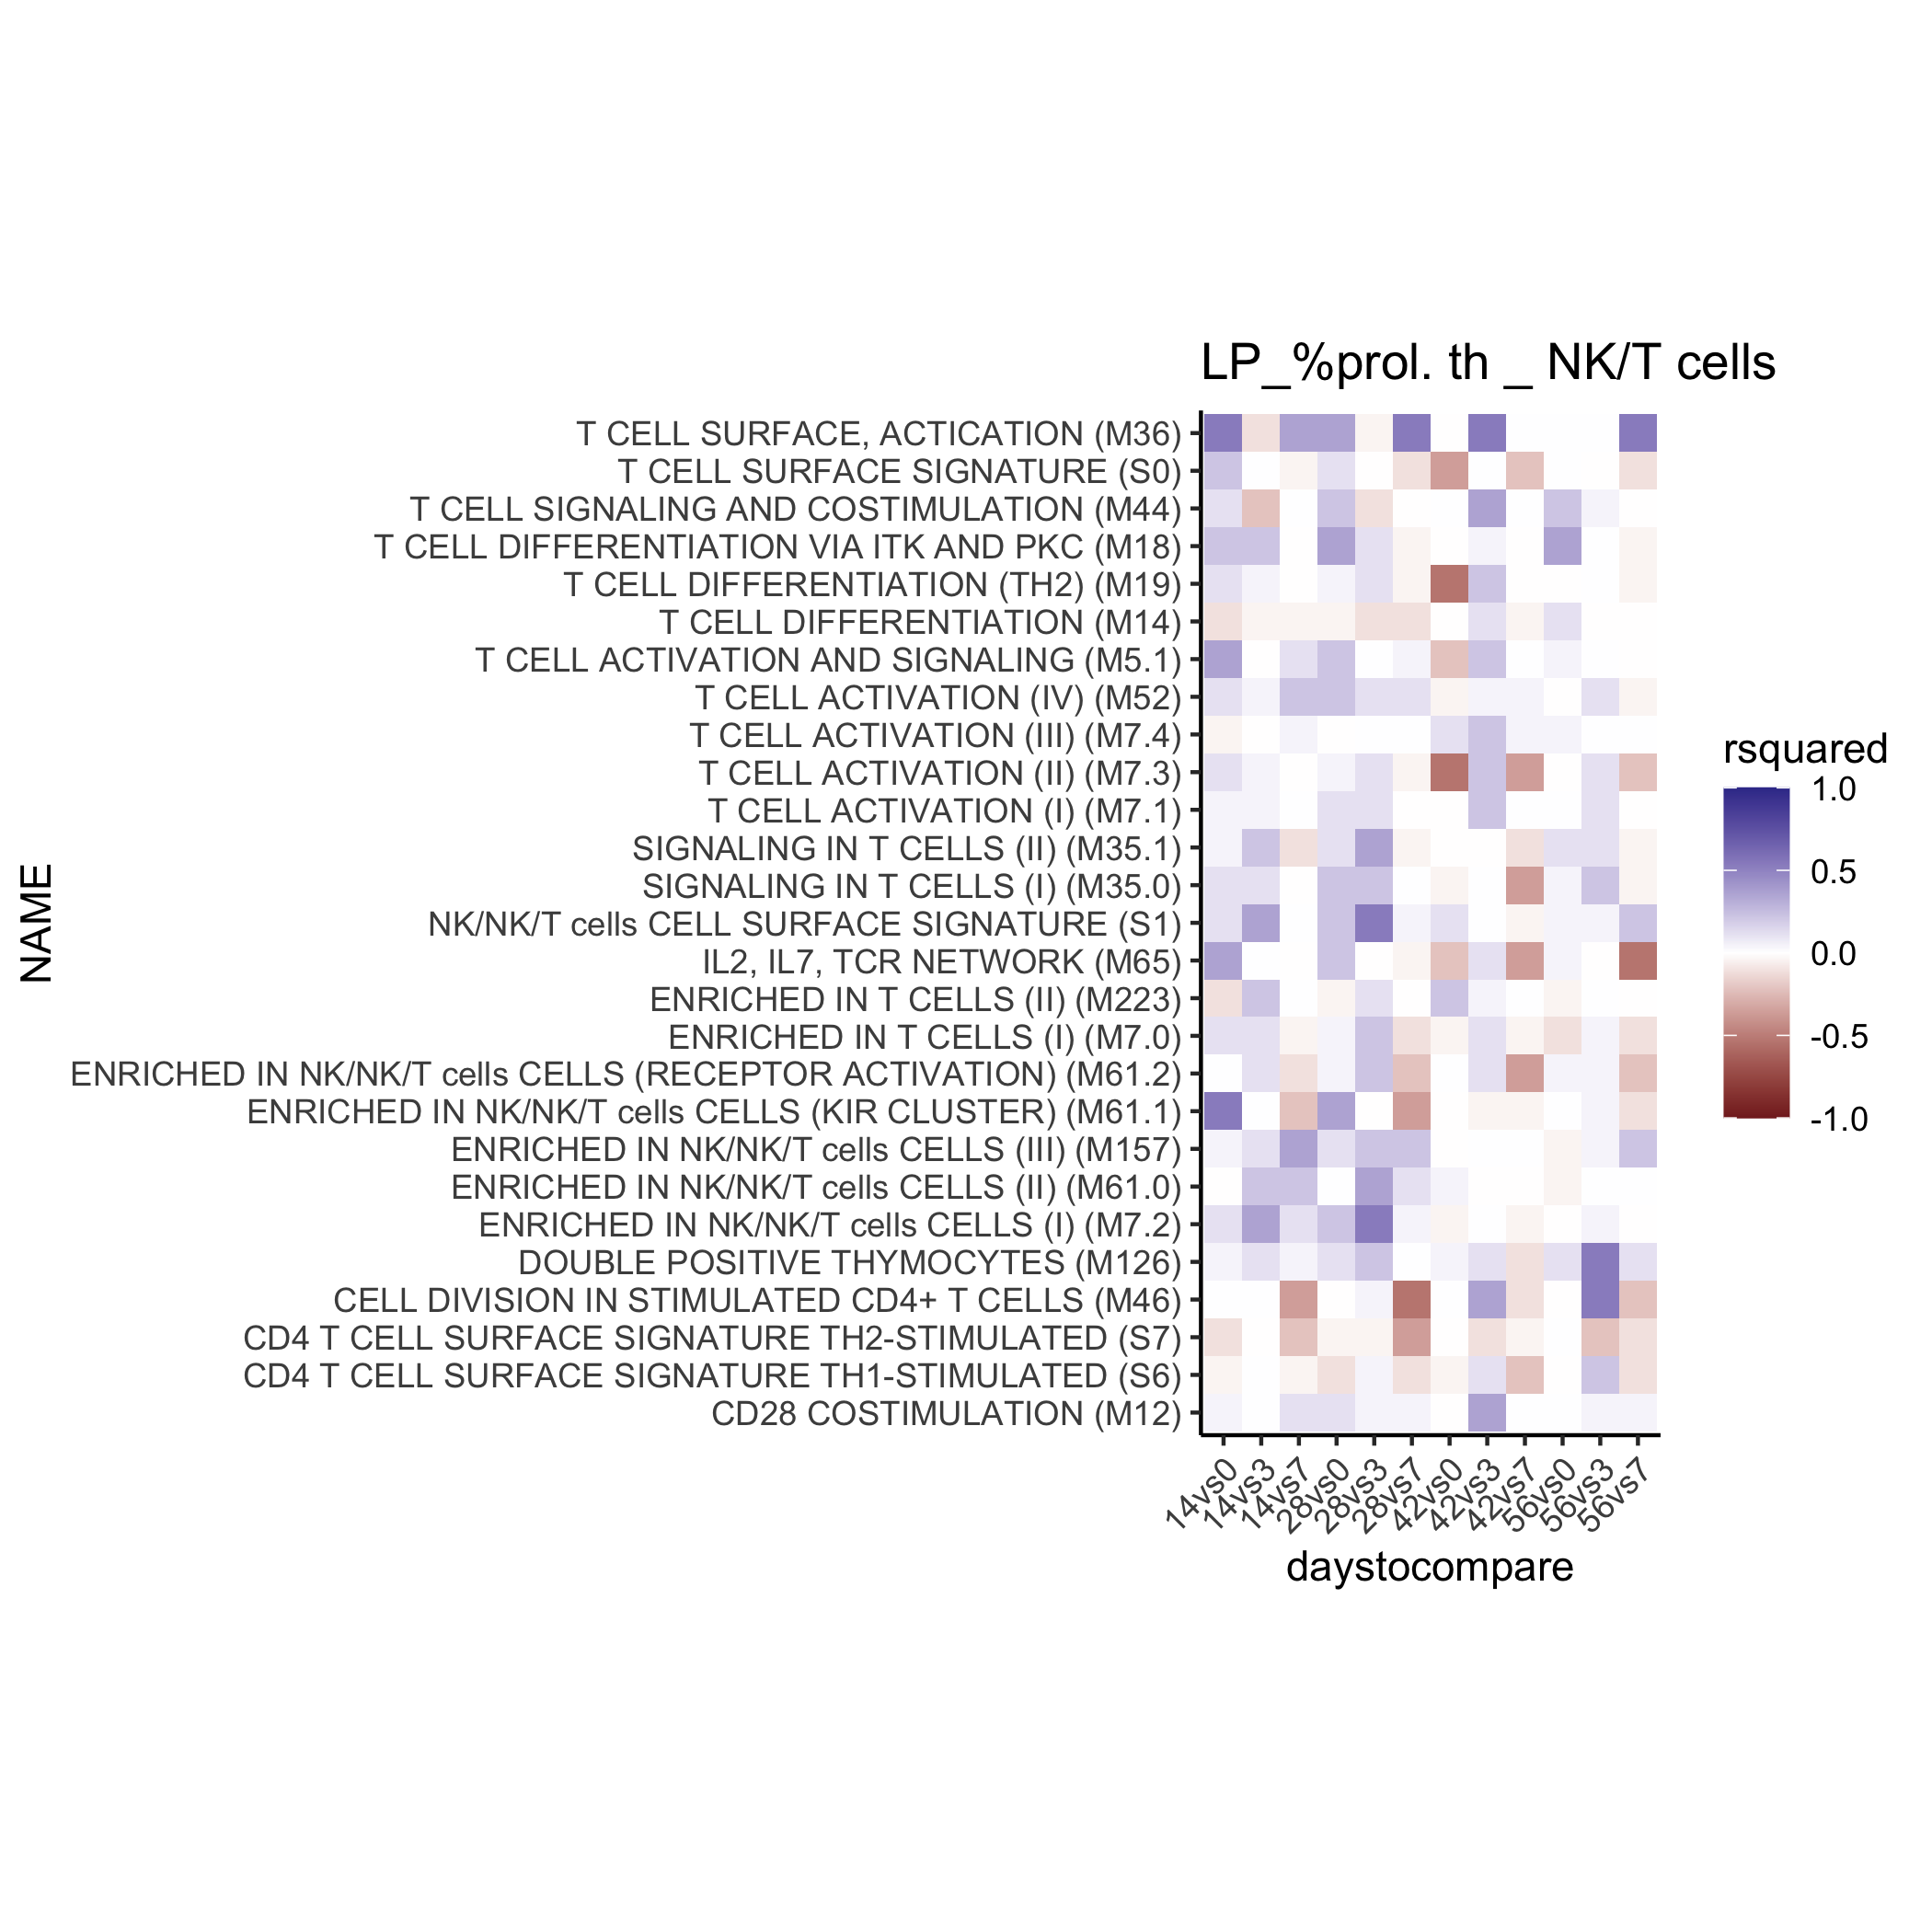 LP_%prol. th _ NK/T cells
NAME
T CELL SURFACE, ACTICATION (M36)
T CELL SURFACE SIGNATURE (S0)
T CELL SIGNALING AND COSTIMULATION (M44)
T CELL DIFFERENTIATION VIA ITK AND PKC (M18)
T CELL DIFFERENTIATION (TH2) (M19)
T CELL DIFFERENTIATION (M14)
T CELL ACTIVATION AND SIGNALING (M5.1)
T CELL ACTIVATION (IV) (M52)
T CELL ACTIVATION (III) (M7.4)
T CELL ACTIVATION (II) (M7.3)
T CELL ACTIVATION (I) (M7.1)
SIGNALING IN T CELLS (II) (M35.1)
SIGNALING IN T CELLS (I) (M35.0)
NK/NK/T cells CELL SURFACE SIGNATURE (S1)
IL2, IL7, TCR NETWORK (M65)
ENRICHED IN T CELLS (II) (M223)
ENRICHED IN T CELLS (I) (M7.0)
ENRICHED IN NK/NK/T cells CELLS (RECEPTOR ACTIVATION) (M61.2)
ENRICHED IN NK/NK/T cells CELLS (KIR CLUSTER) (M61.1)
ENRICHED IN NK/NK/T cells CELLS (III) (M157)
ENRICHED IN NK/NK/T cells CELLS (II) (M61.0)
ENRICHED IN NK/NK/T cells CELLS (I) (M7.2)
DOUBLE POSITIVE THYMOCYTES (M126)
CELL DIVISION IN STIMULATED CD4+ T CELLS (M46)
CD4 T CELL SURFACE SIGNATURE TH2-STIMULATED (S7)
CD4 T CELL SURFACE SIGNATURE TH1-STIMULATED (S6)
CD28 COSTIMULATION (M12)
14vs0
14vs3
14vs7
28vs0
28vs3
28vs7
42vs0
42vs3
42vs7
56vs0
56vs3
56vs7
daystocompare
rsquared
1.0
0.5
0.0
-0.5
-1.0